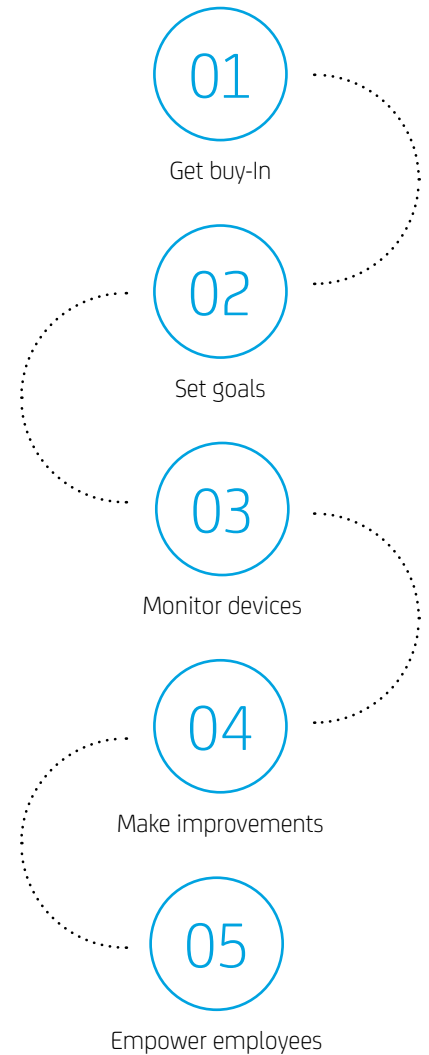 01
Get buy-In
02
Set goals
03
Monitor devices
04
Make improvements
05
Empower employees